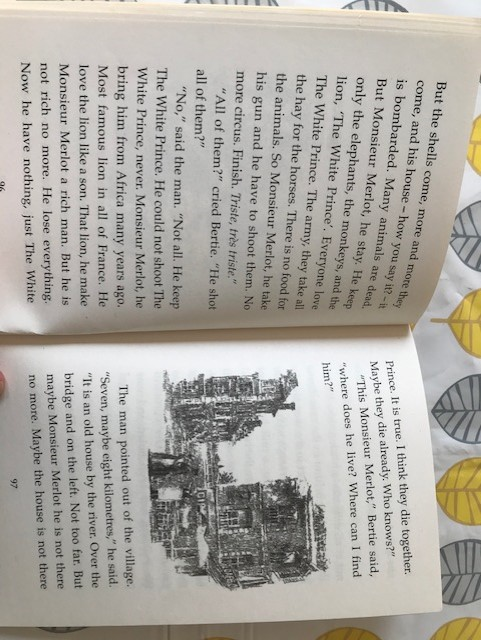 But the shells come, more and more they
come, and his house – how you say it? – it
is bombarded. Many animals are dead.
But Monsieur Merlot, he stay. He keep
only the elephants, the monkeys, and the
lion, 'The White Prince'. Everyone love
The White Prince. The army, they take all
the hay for the horses. There is no food for
the animals. So Monsieur Merlot, he take
his gun and he have to shoot them. No
more circus. Finish. Triste, très triste."
"All of them?" cried Bertie. "He shot
all of them?"
"No," said the man. "Not all. He keep
The White Prince. He could not shoot The
White Prince, never. Monsieur Merlot, he
bring him from Africa many years ago.
Most famous lion in all of France. He
love the lion like a son. That lion, he make
Monsieur Merlot a rich man. But he is
not rich no more. He lose everything.
Now he have nothing, just The White
96
Prince. It is true. I think they die together.
Maybe they die already. Who knows?"
"This Monsieur Merlot," Bertie said,
"where does he live? Where can I find
him?"
The man pointed out of the village.
"Seven, maybe eight kilometres," he said.
"It is an old house by the river. Over the
bridge and on the left. Not too far. But
maybe Monsieur Merlot he is not there
no more. Maybe the house is not there
97